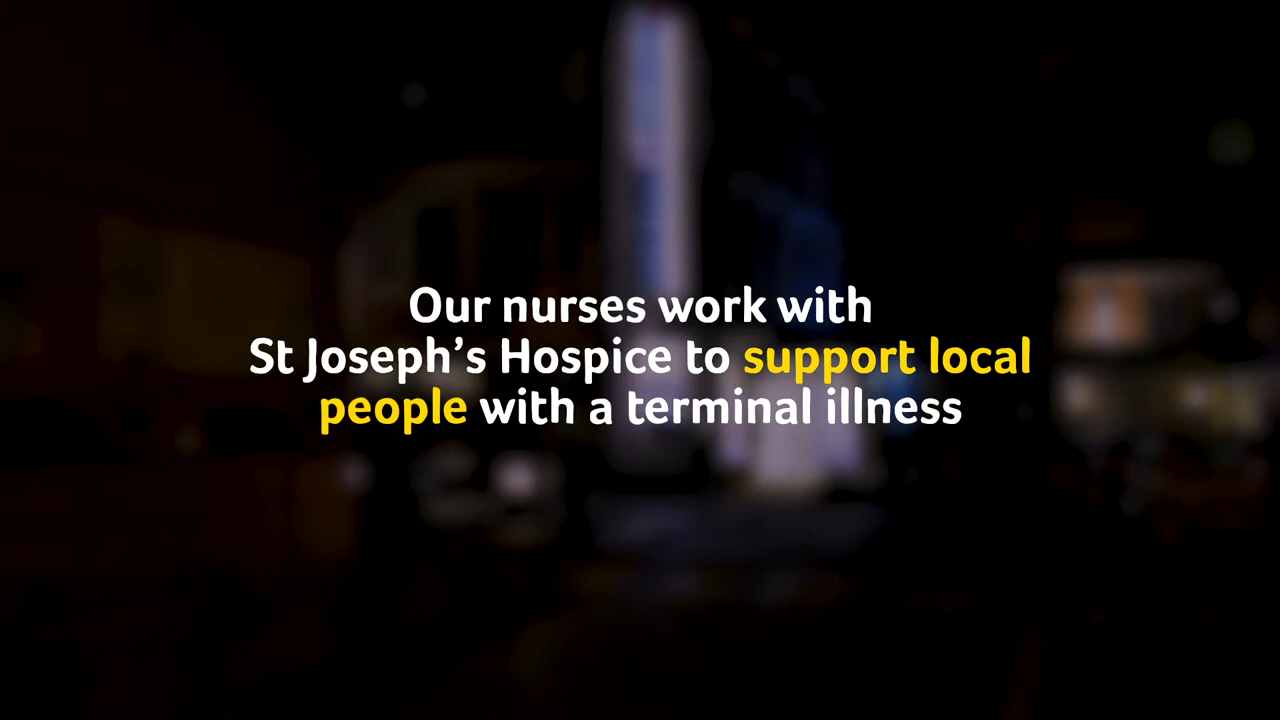 Our nurses work with
St Joseph’s Hospice to support local
people with a terminal illness